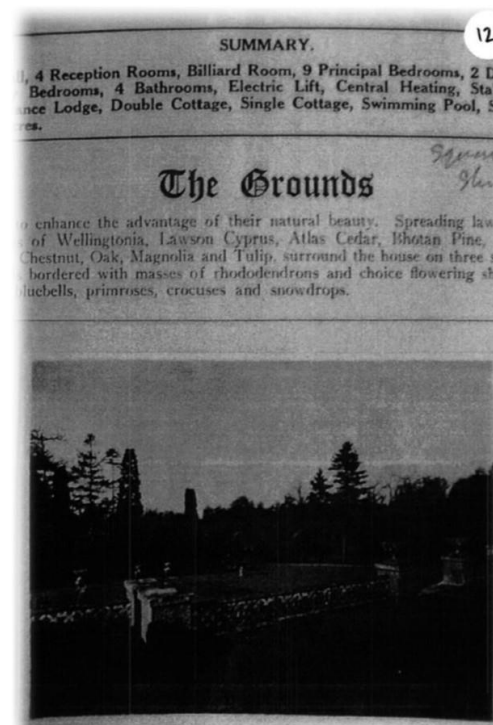 12
SUMMARY.
4 Reception Rooms, Billiard Room, 9 Principal Bedrooms, 2 D
Bedrooms, 4 Bathrooms, Electric Lift, Central Heating, Sta
nce Lodge, Double Cottage, Single Cottage, Swimming Pool, S
res.
The Grounds
o enhance the advantage of their natural beauty. Spreading law
of Wellingtonia, Lawson Cyprus, Atlas Cedar, Bhotan Pine,
Chestnut, Oak, Magnolia and Tulip, surround the house on three s
bordered with masses of rhododendrons and choice flowering sh
luebells, primroses, crocuses and snowdrops.